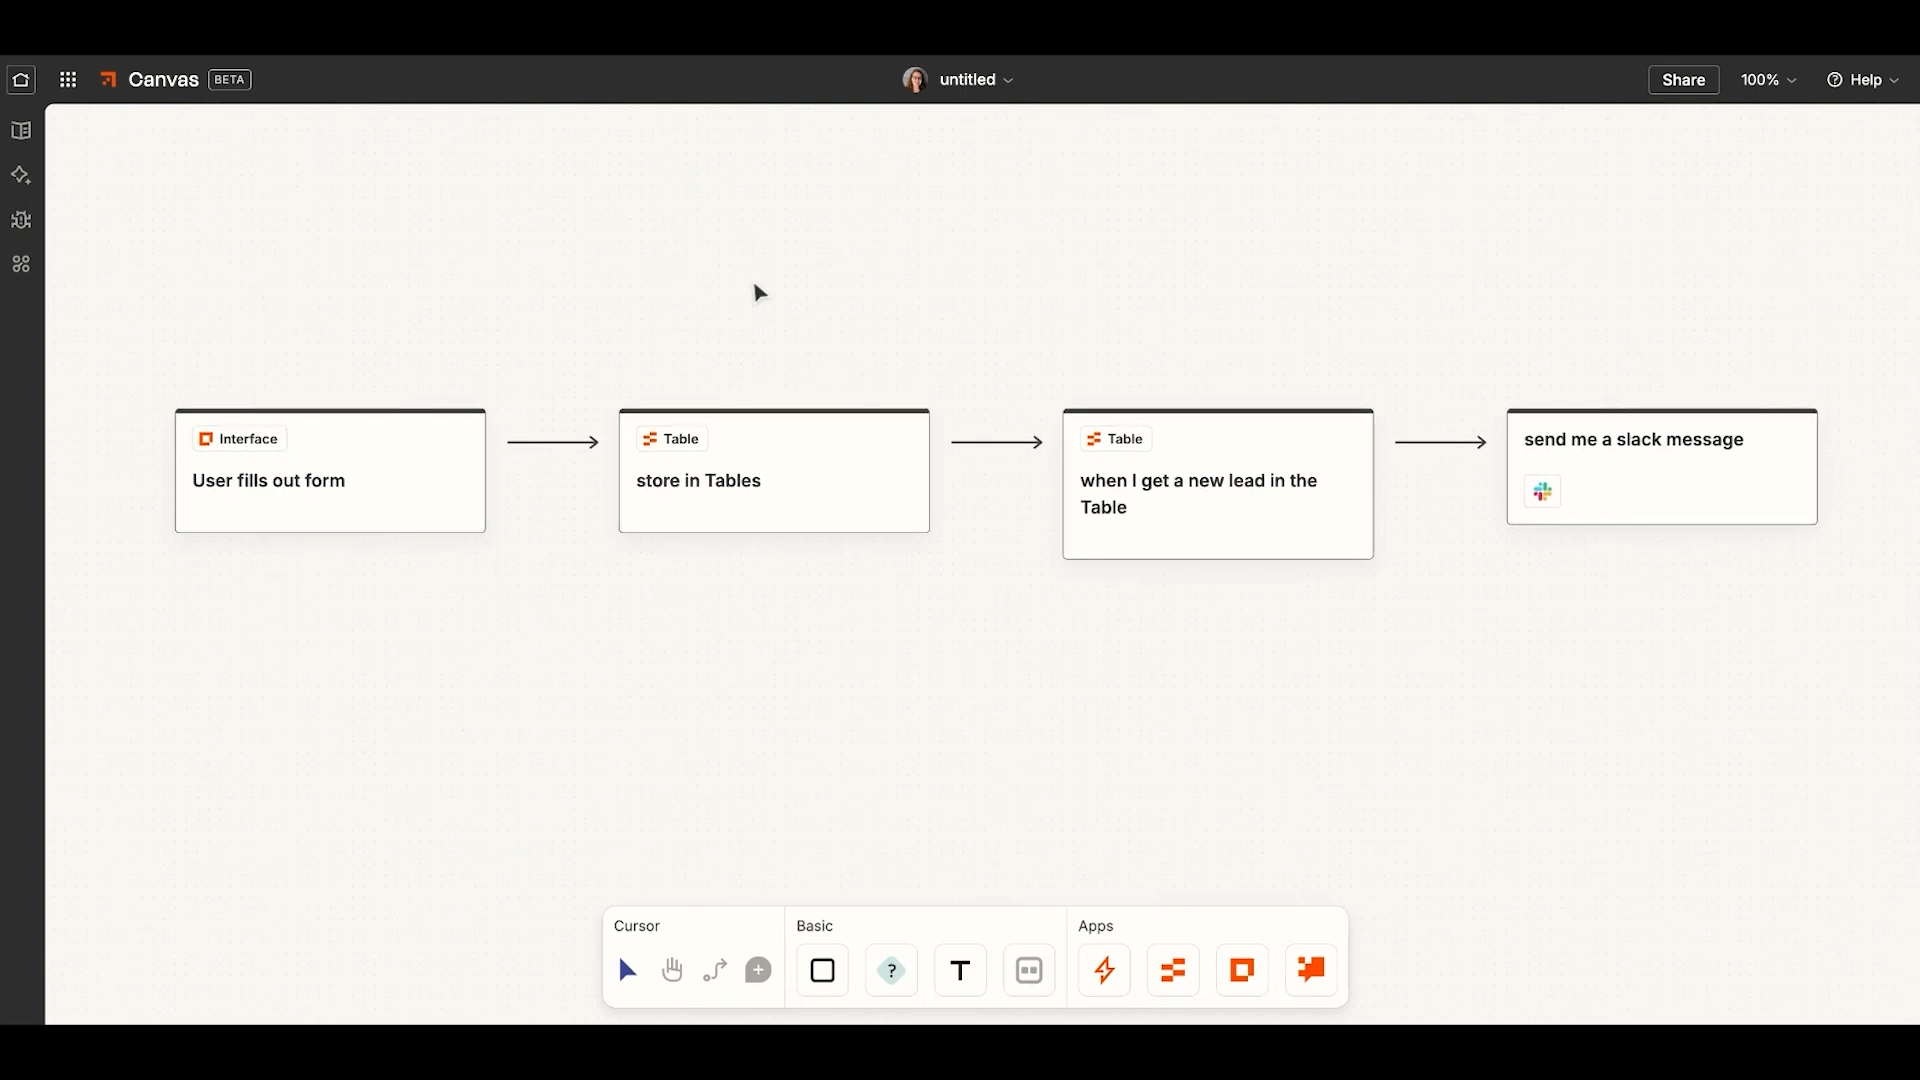 Canvas BETA
untitled
Share
100%
Help
Interface
User fills out form
Table
store in Tables
Table
when I get a new lead in the
Table
send me a slack message
Cursor
Basic
?
T
Apps